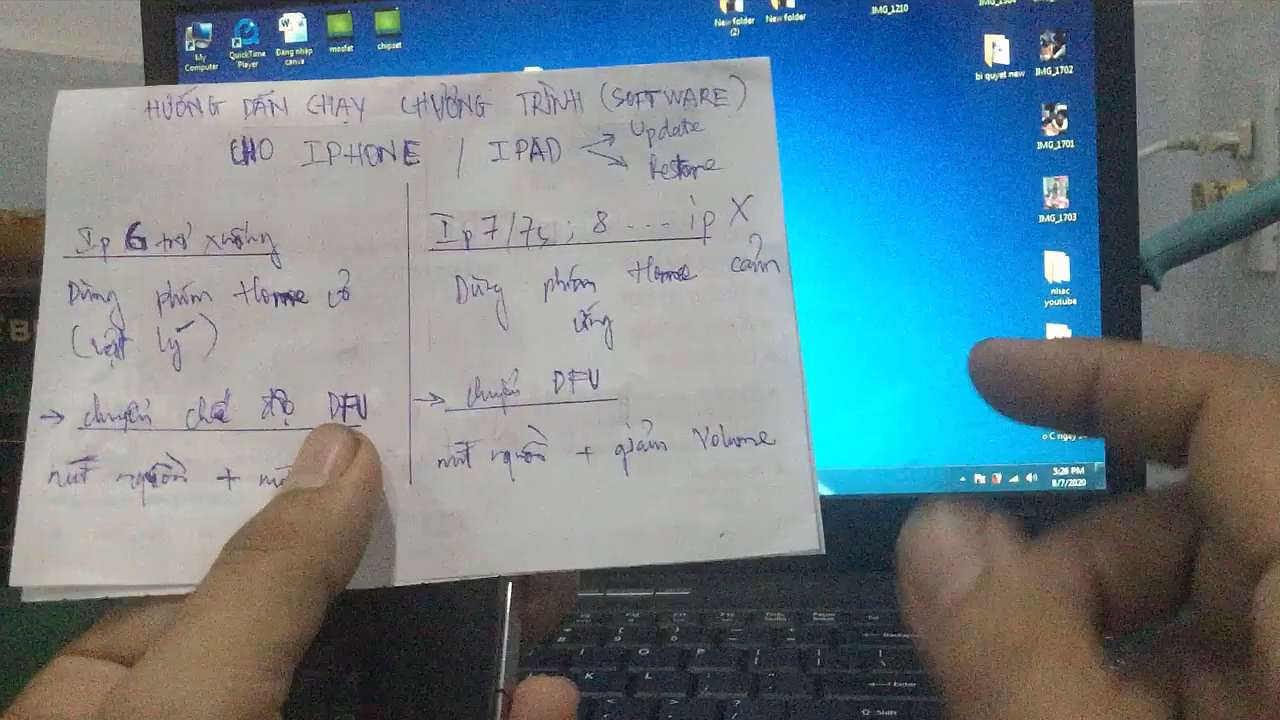 My Computer
QuickTime Player
Đăng nhập canva
mosfet
chipset
New folder (2)
New folder
IMG_1210
bi quyet new
IMG_1702
IMG_1701
IMG_1703
nhac youtube
5:26 PM
8/7/2020
HƯỚNG DẪN CHẠY CHƯƠNG TRÌNH (SOFTWARE)
CHO IPHONE / IPAD
Update
Restore
Ip 6 trở xuống
Dùng phím Home cơ
(vật lý)
→ chuyển chế độ DFU
nút nguồn +
Ip 7/7s ; 8 ... ip X
Dùng phím Home cảm
ứng
→ chuyển DFU
nút nguồn + giảm Volume